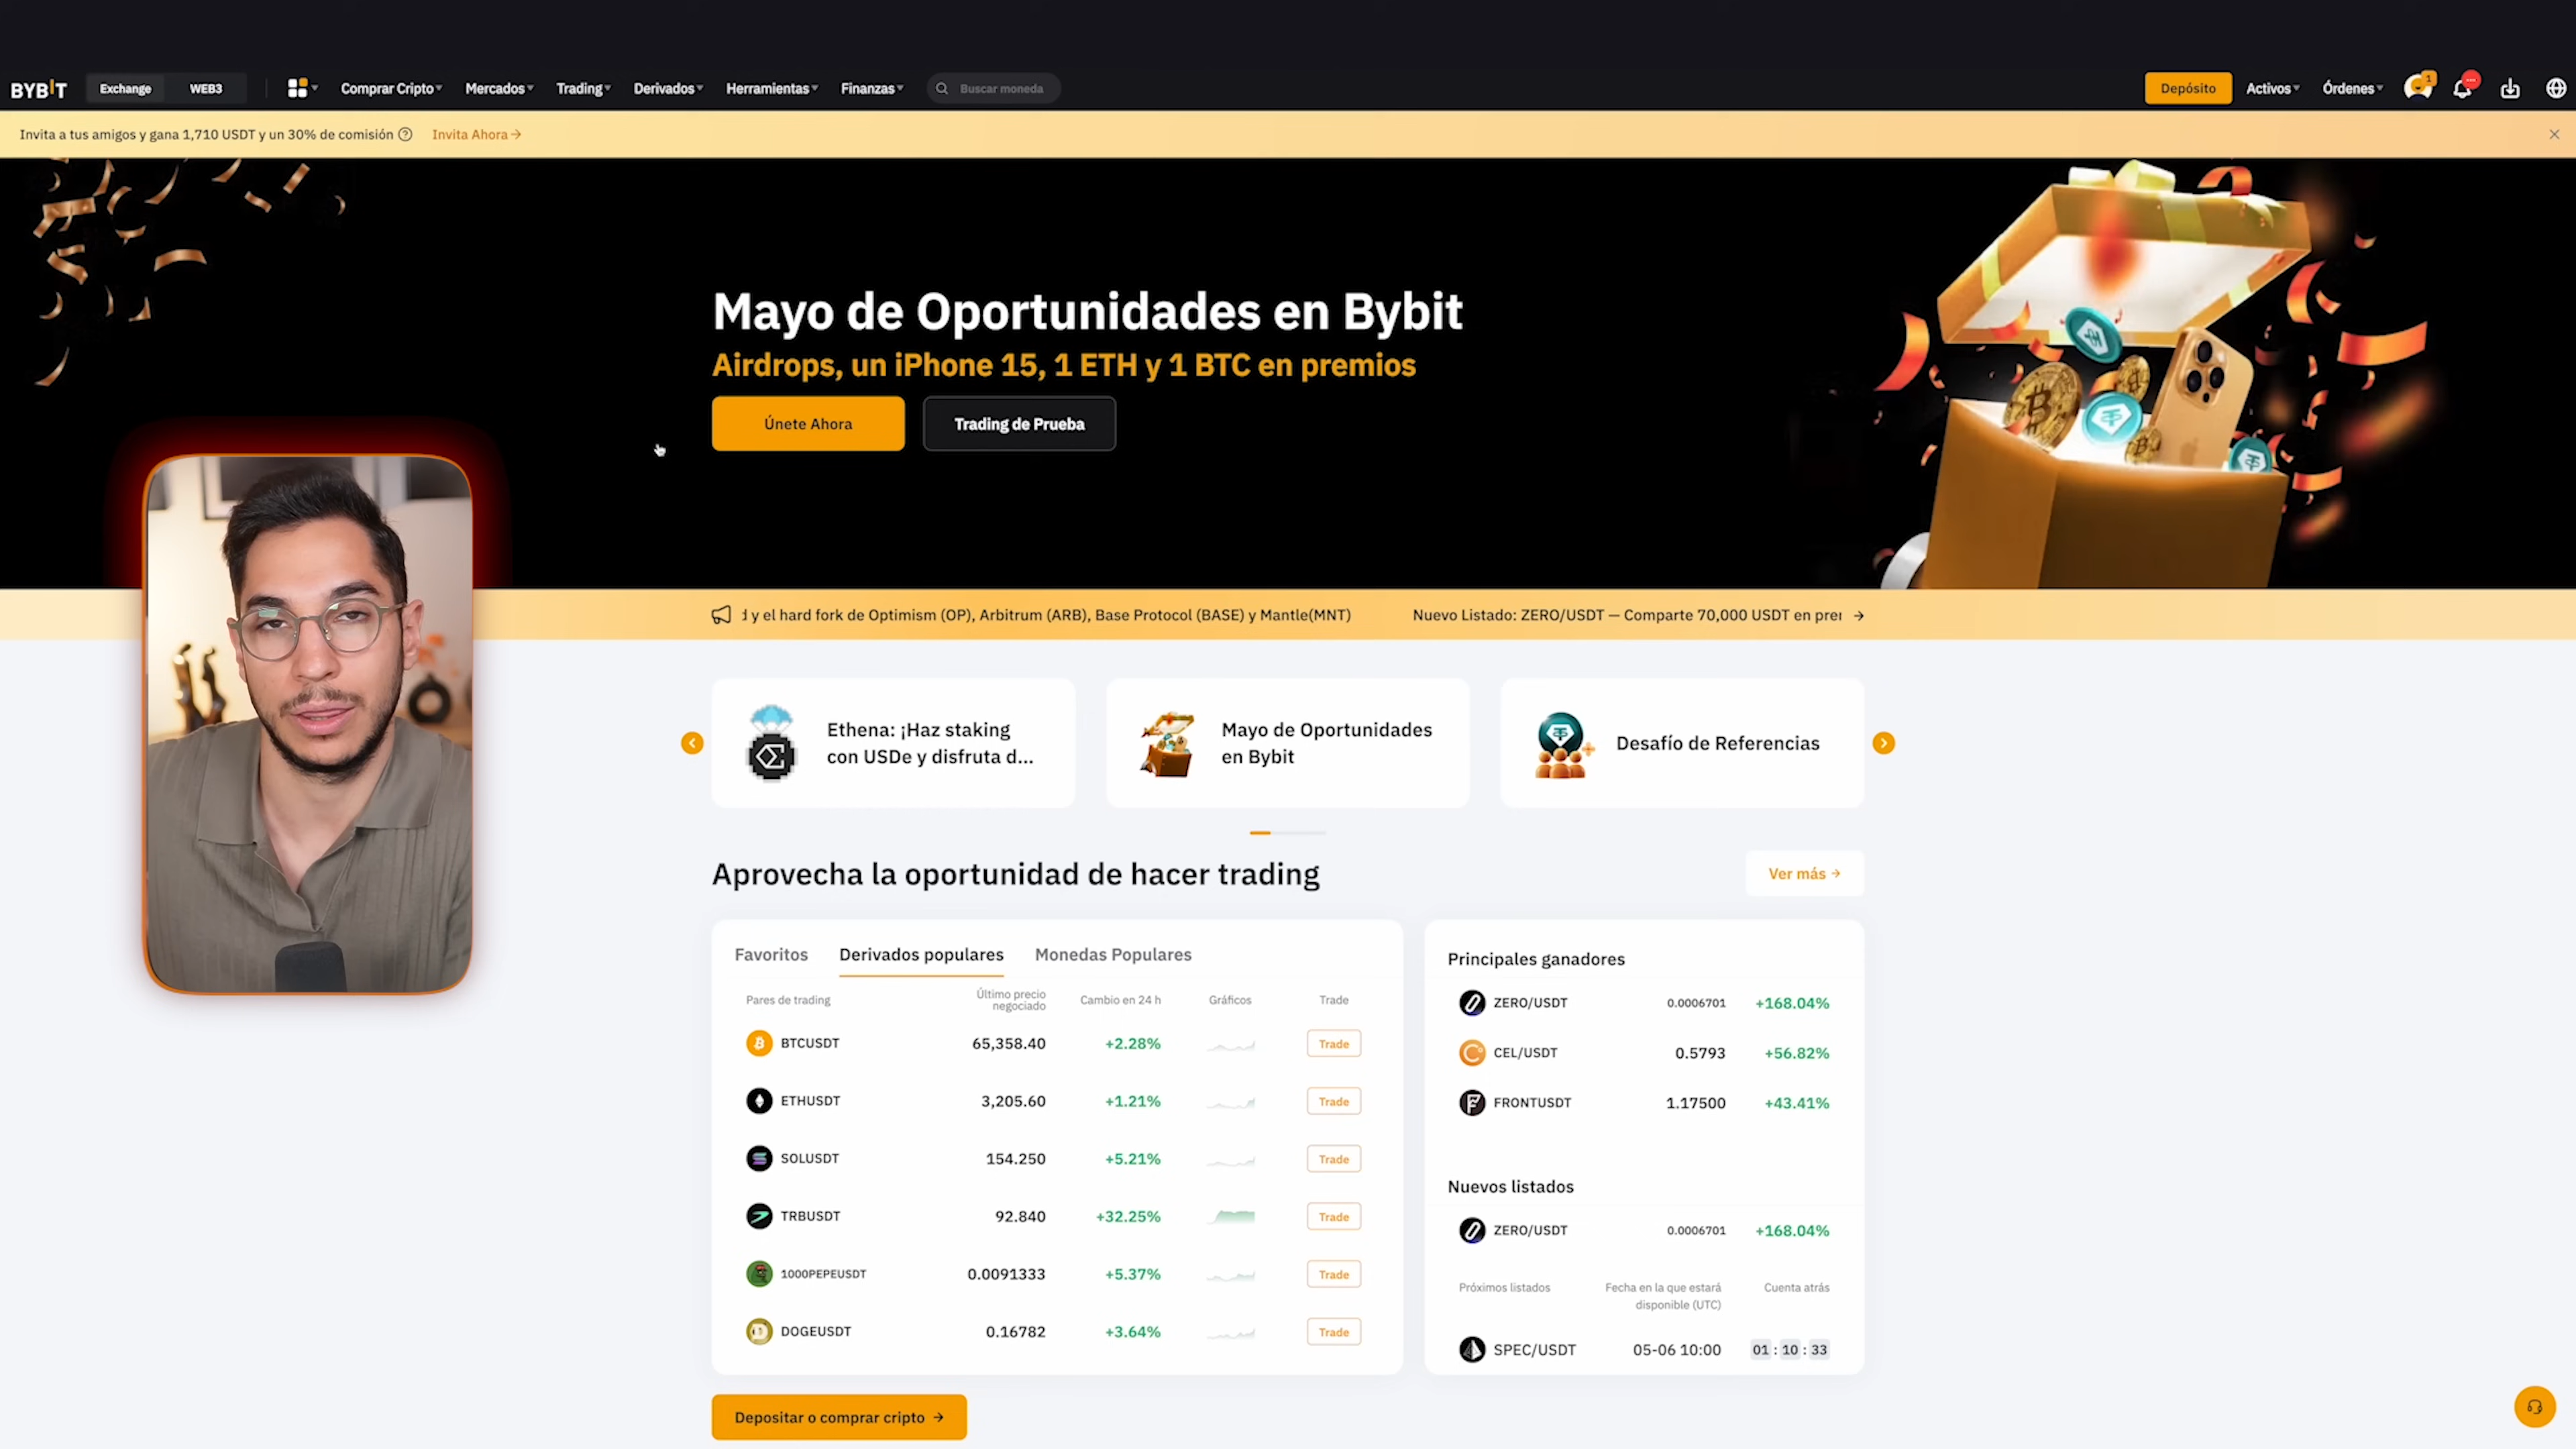 BYBIT
Exchange
WEB3
Comprar Cripto
Mercados
Trading
Derivados
Herramientas
Finanzas
Buscar moneda
Depósito
Activos
Órdenes
1
Invita a tus amigos y gana 1,710 USDT y un 30% de comisión
Invita Ahora →
Mayo de Oportunidades en Bybit
Airdrops, un iPhone 15, 1 ETH y 1 BTC en premios
Únete Ahora
Trading de Prueba
d y el hard fork de Optimism (OP), Arbitrum (ARB), Base Protocol (BASE) y Mantle(MNT)
Nuevo Listado: ZERO/USDT — Comparte 70,000 USDT en prer →
Ethena: ¡Haz staking
con USDe y disfruta d...
Mayo de Oportunidades
en Bybit
Desafío de Referencias
Aprovecha la oportunidad de hacer trading
Ver más →
Favoritos
Derivados populares
Monedas Populares
Pares de trading
Último precio
negociado
Cambio en 24 h
Gráficos
Trade
BTCUSDT 65,358.40 +2.28% Trade
ETHUSDT 3,205.60 +1.21% Trade
SOLUSDT 154.250 +5.21% Trade
TRBUSDT 92.840 +32.25% Trade
1000PEPEUSDT 0.0091333 +5.37% Trade
DOGEUSDT 0.16782 +3.64% Trade
Principales ganadores
ZERO/USDT 0.0006701 +168.04%
CEL/USDT 0.5793 +56.82%
FRONTUSDT 1.17500 +43.41%
Nuevos listados
ZERO/USDT 0.0006701 +168.04%
Próximos listados
Fecha en la que estará
disponible (UTC)
Cuenta atrás
SPEC/USDT 05-06 10:00 01 : 10 : 33
Depositar o comprar cripto →